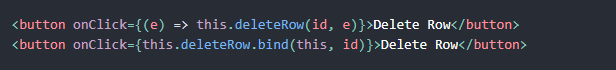 <button onClick={(e) => this.deleteRow(id, e)}>Delete Row</button>
<button onClick={this.deleteRow.bind(this, id)}>Delete Row</button>